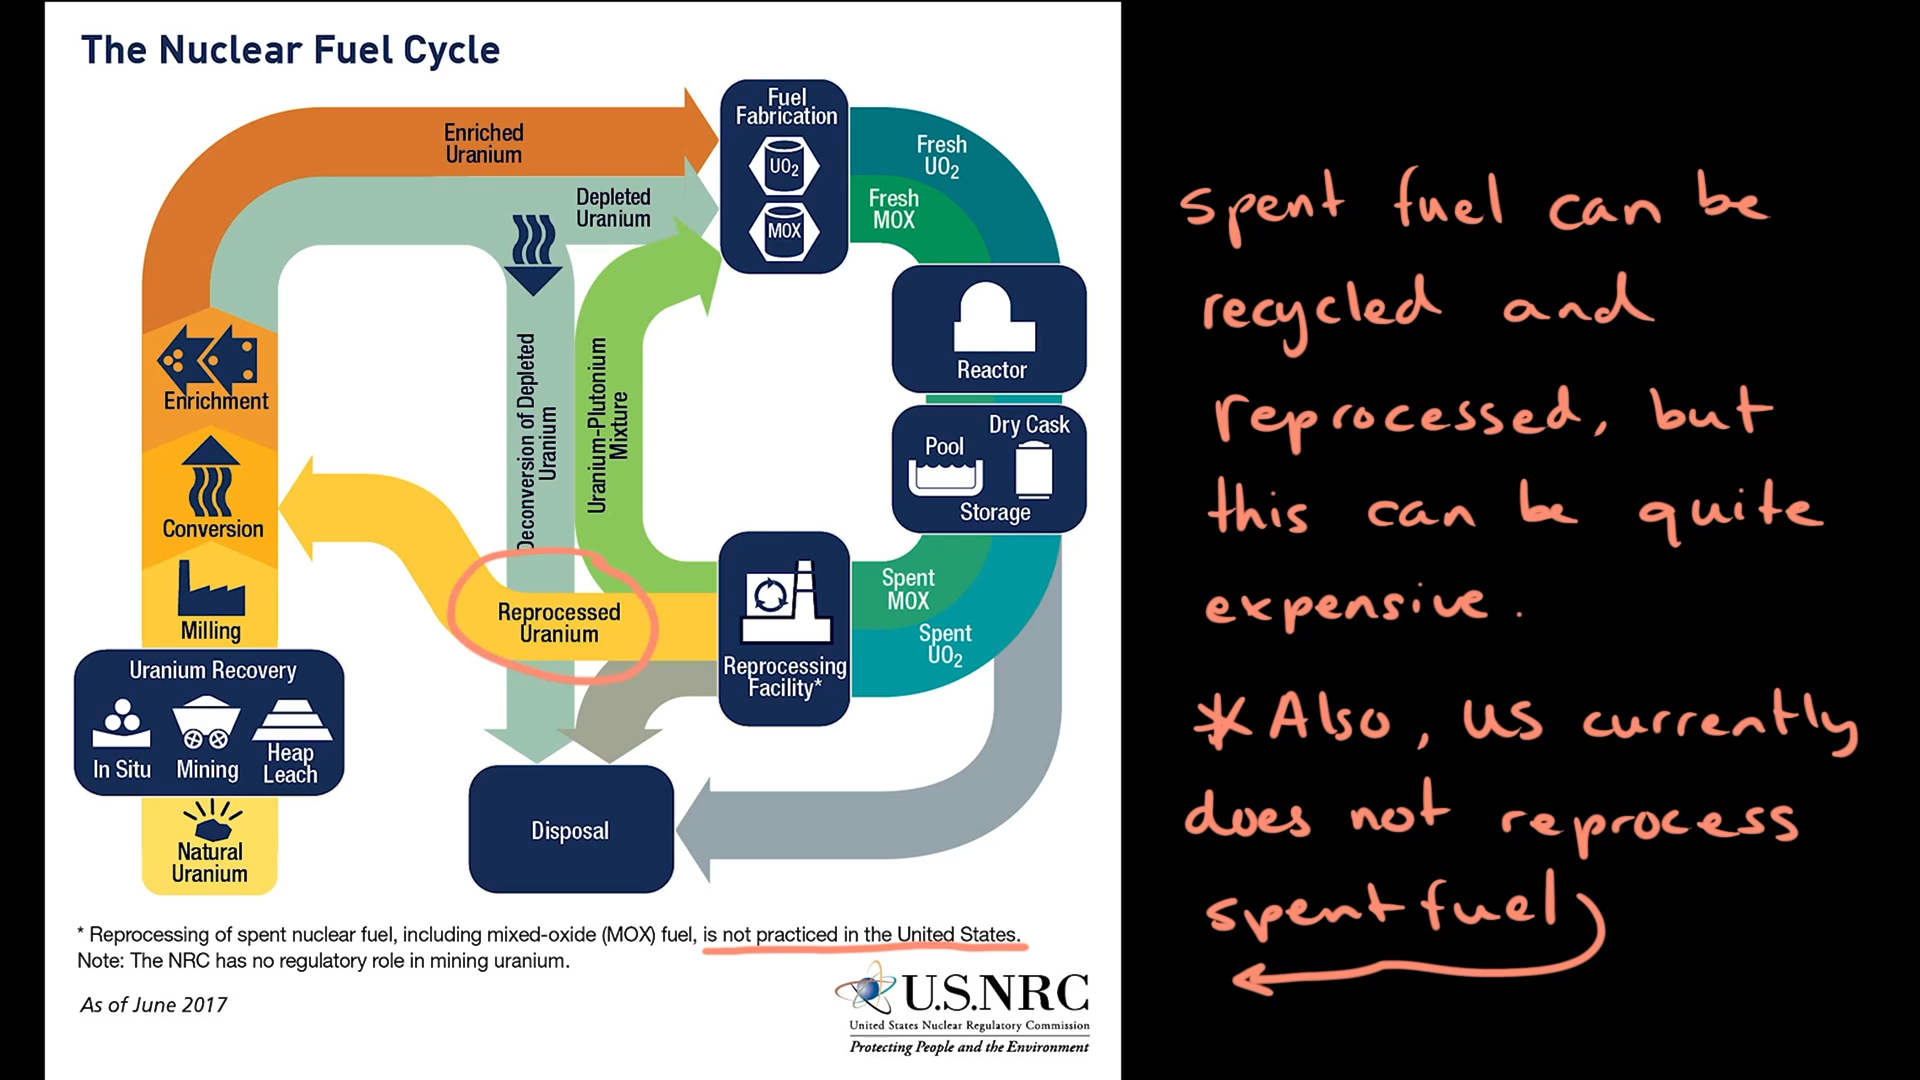 The Nuclear Fuel Cycle
Enriched
Uranium
Depleted
Uranium
Fuel
Fabrication
UO2
MOX
Fresh
UO2
Fresh
MOX
Reactor
Pool
Dry Cask
Storage
Enrichment
Conversion
Milling
Uranium Recovery
In Situ
Mining
Heap
Leach
Natural
Uranium
Deconversion of Depleted
Uranium
Uranium-Plutonium
Mixture
Reprocessed
Uranium
Reprocessing
Facility*
Spent
MOX
Spent
UO2
Disposal
* Reprocessing of spent nuclear fuel, including mixed-oxide (MOX) fuel, is not practiced in the United States.
Note: The NRC has no regulatory role in mining uranium.
As of June 2017
U.S.NRC
United States Nuclear Regulatory Commission
Protecting People and the Environment
spent fuel can be
recycled and
reprocessed, but
this can be quite
expensive.
* Also, US currently
does not reprocess
spent fuel